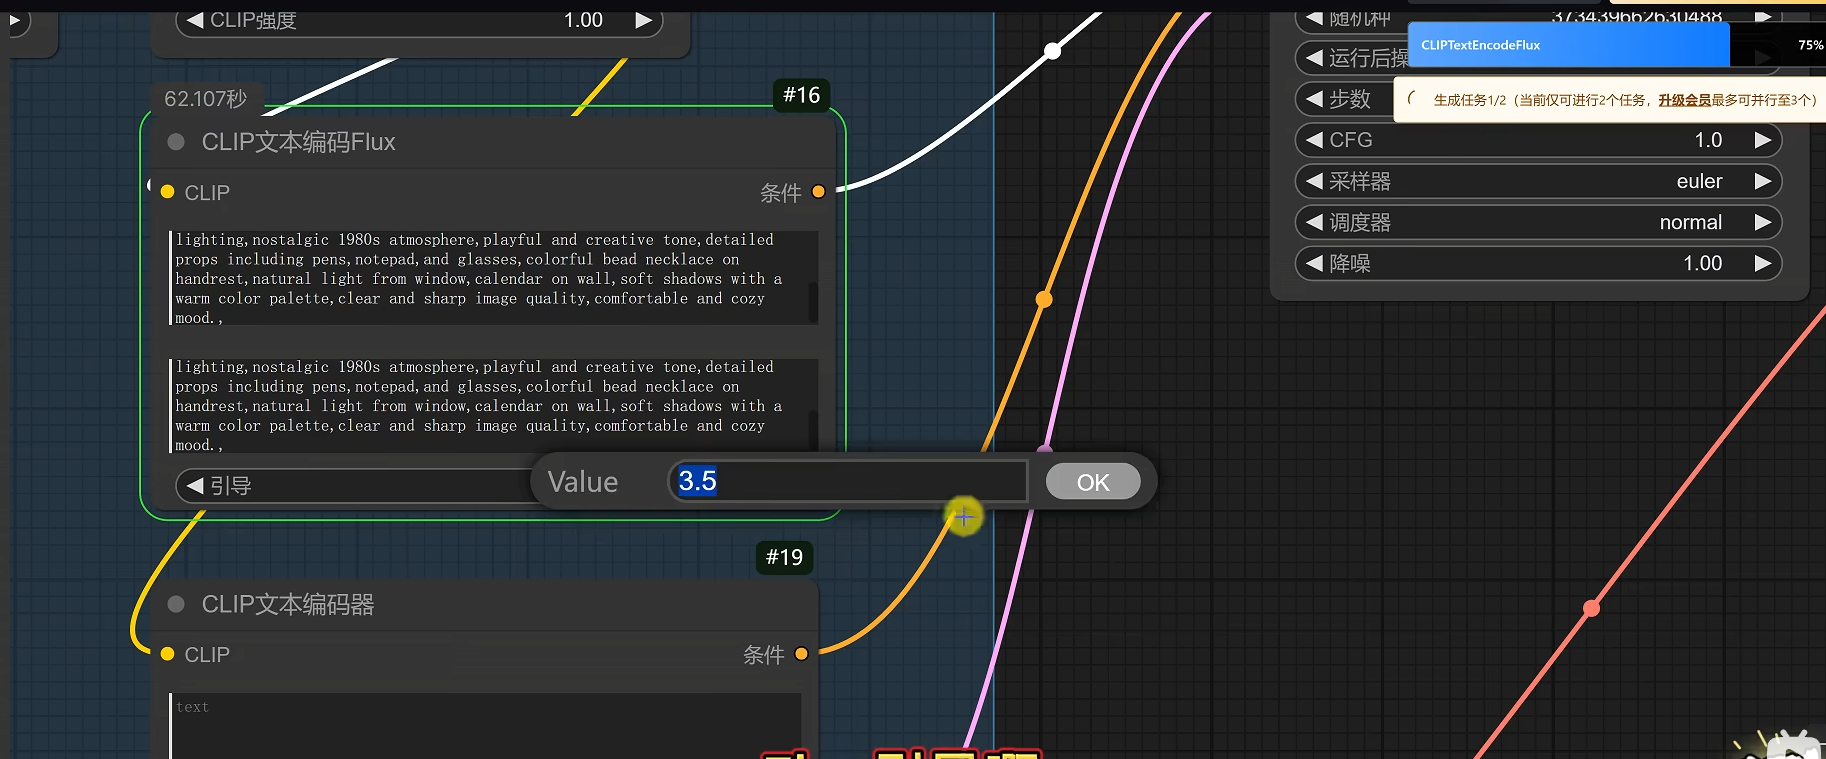 CLIP强度 1.00
随机种 373439662630488
CLIPTextEncodeFlux 75%
运行后操
生成任务1/2（当前仅可进行2个任务，升级会员最多可并行至3个）
步数
CFG 1.0
采样器 euler
调度器 normal
降噪 1.00
62.107秒 #16
CLIP文本编码Flux
CLIP 条件
lighting,nostalgic 1980s atmosphere,playful and creative tone,detailed
props including pens,notepad,and glasses,colorful bead necklace on
handrest,natural light from window,calendar on wall,soft shadows with a
warm color palette,clear and sharp image quality,comfortable and cozy
mood.,
lighting,nostalgic 1980s atmosphere,playful and creative tone,detailed
props including pens,notepad,and glasses,colorful bead necklace on
handrest,natural light from window,calendar on wall,soft shadows with a
warm color palette,clear and sharp image quality,comfortable and cozy
mood.,
引导
Value 3.5 OK
#19
CLIP文本编码器
CLIP 条件
text